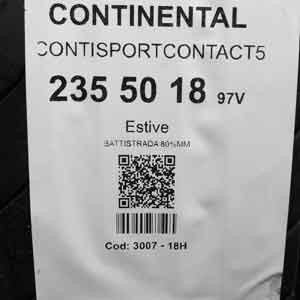 CONTINENTAL
CONTISPORTCONTACT5
235 50 18 97V
Estive
BATTISTRADA 80%MM
Cod: 3007 - 18H